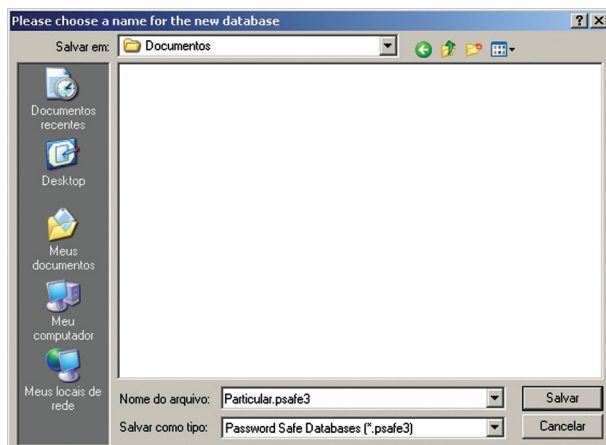 Please choose a name for the new database
Salvar em:
Documentos
Documentos
recentes
Desktop
Meus
documentos
Meu
computador
Meus locais de
rede
Nome do arquivo:
Particular.psafe3
Salvar
Salvar como tipo:
Password Safe Databases (*.psafe3)
Cancelar